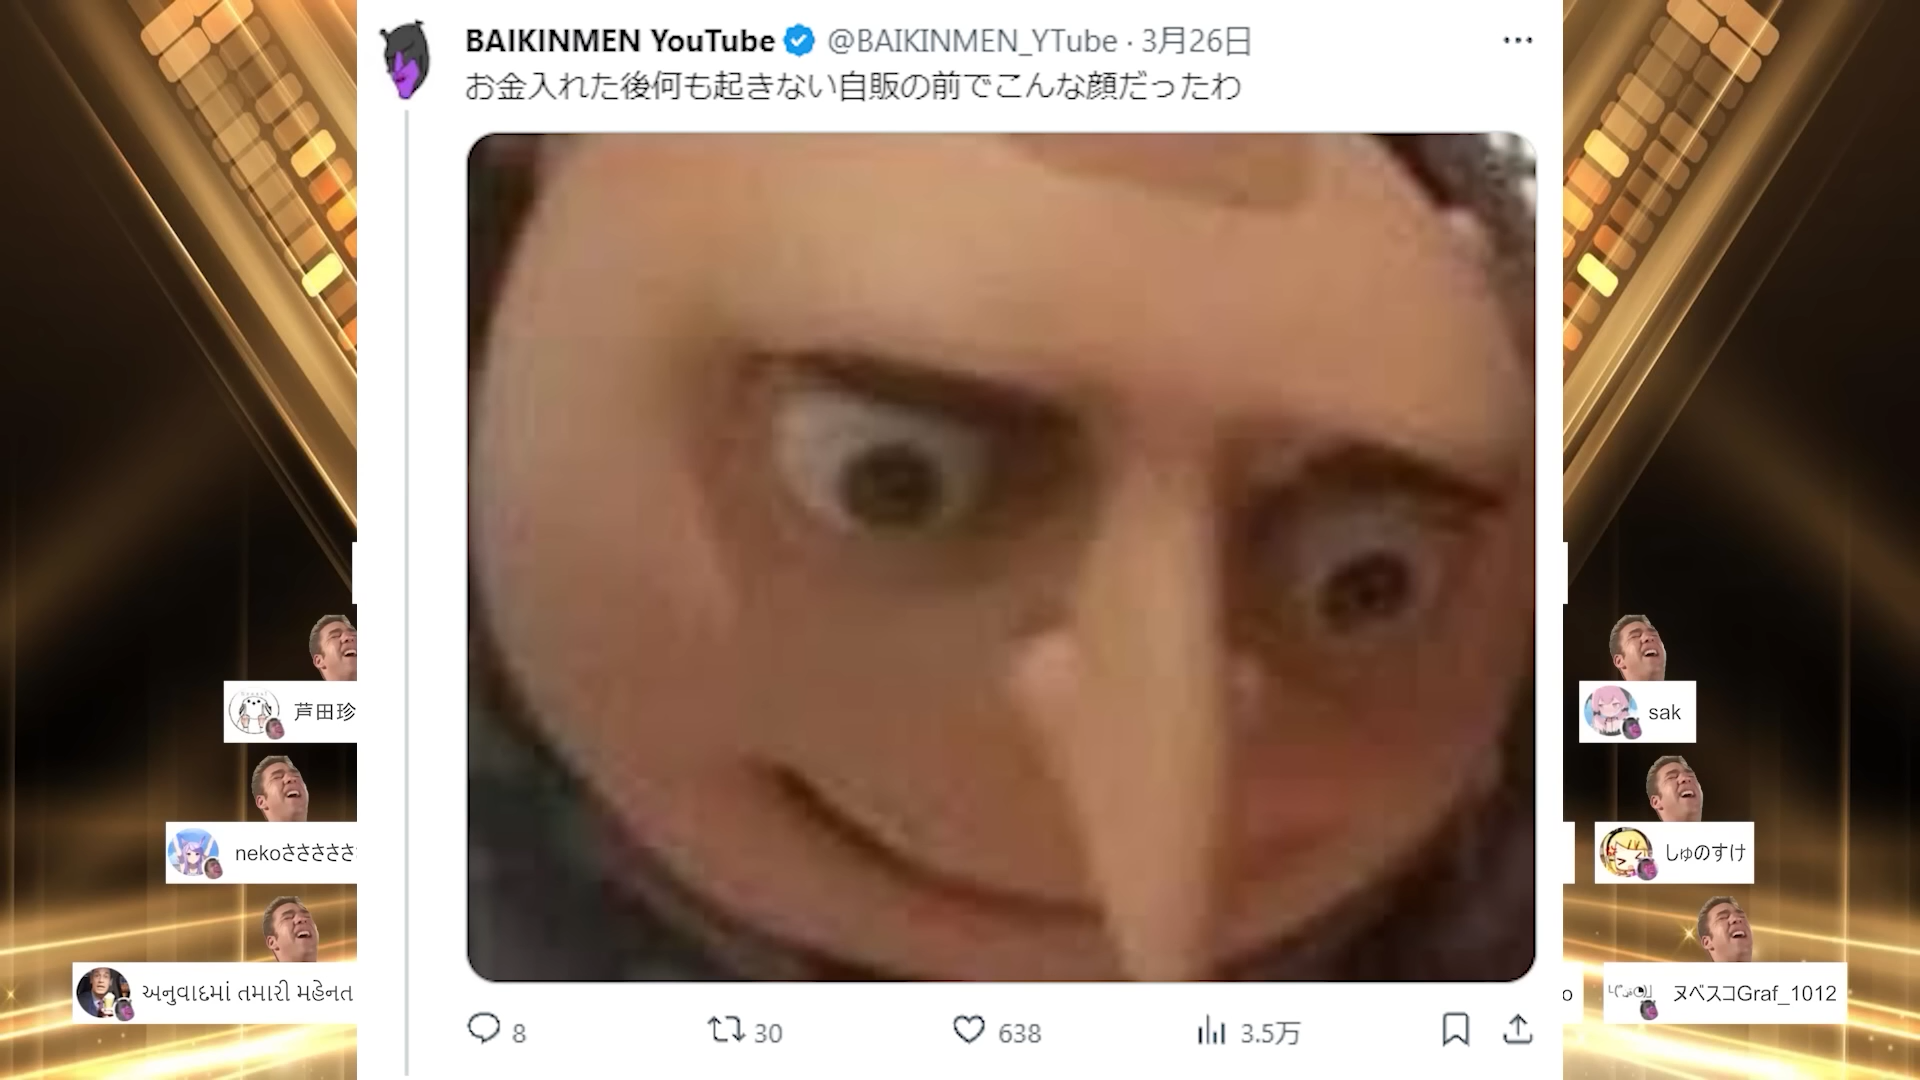 BAIKINMEN YouTube @BAIKINMEN_YTube · 3月26日
お金入れた後何も起きない自販の前でこんな顔だったわ
芦田珍
sak
nekoささささささ
しゅのすけ
અનુવાદમાં તમારી મહેનત
o
ヌベスコGraf_1012
8 30 638 3.5万